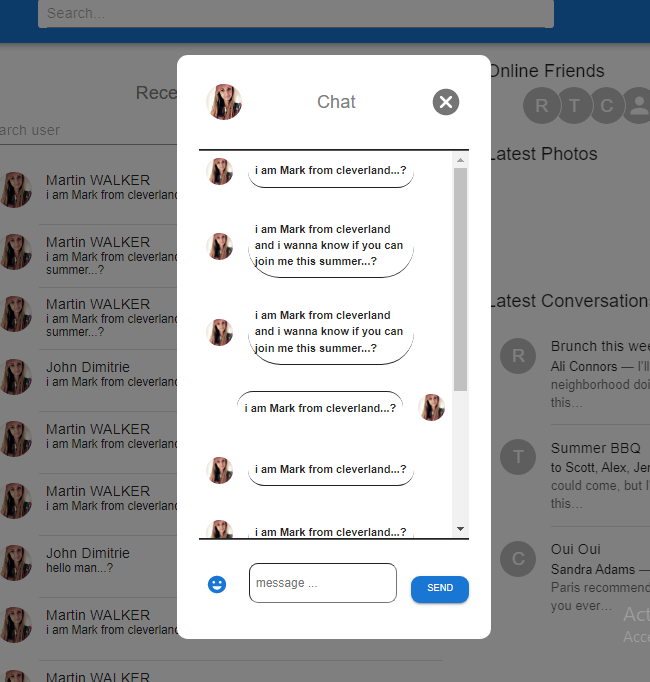 Search...
Online Friends
Rece
Chat
R T C
arch user
Latest Photos
Martin WALKER
i am Mark from cleverland
Martin WALKER
i am Mark from cleverland
summer...?
Martin WALKER
i am Mark from cleverland
summer...?
John Dimitrie
i am Mark from cleverland
Martin WALKER
i am Mark from cleverland
Martin WALKER
i am Mark from cleverland
John Dimitrie
hello man...?
Martin WALKER
i am Mark from cleverland
Martin WALKER
i am Mark from cleverland...?
i am Mark from cleverland
and i wanna know if you can
join me this summer...?
i am Mark from cleverland
and i wanna know if you can
join me this summer...?
i am Mark from cleverland...?
i am Mark from cleverland...?
i am Mark from cleverland...?
message ...
SEND
Latest Conversation
R
Brunch this wee
Ali Connors — I'll
neighborhood doi
this…
T
Summer BBQ
to Scott, Alex, Jen
could come, but I'
this…
C
Oui Oui
Sandra Adams —
Paris recommend
you ever…
Act
Acce